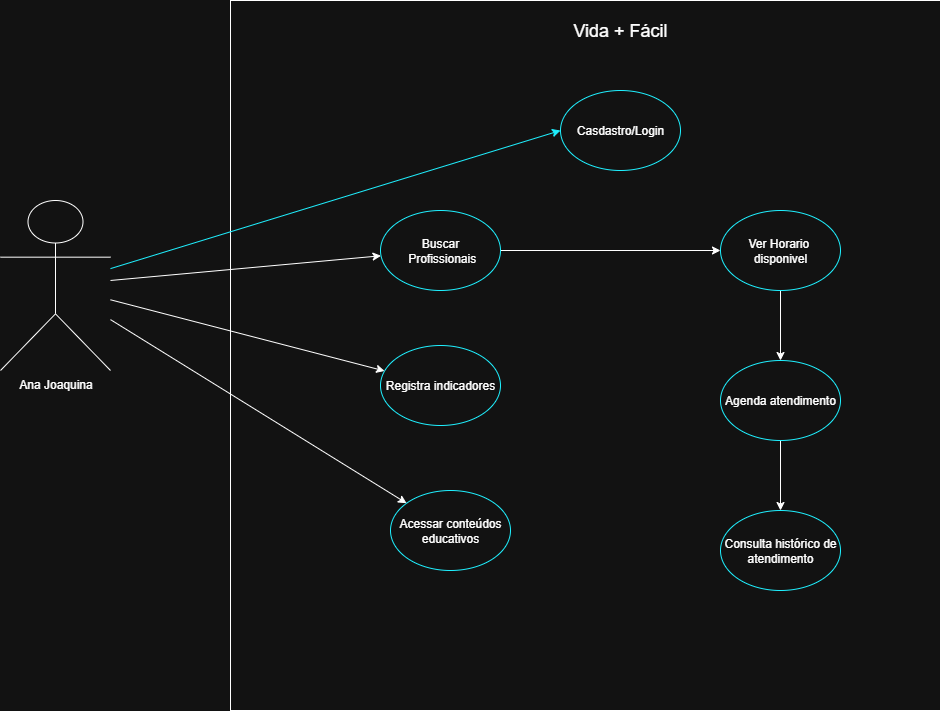 Vida + Fácil
Casdastro/Login
Buscar
Profissionais
Ver Horario
disponivel
Registra indicadores
Ana Joaquina
Agenda atendimento
Acessar conteúdos
educativos
Consulta histórico de
atendimento